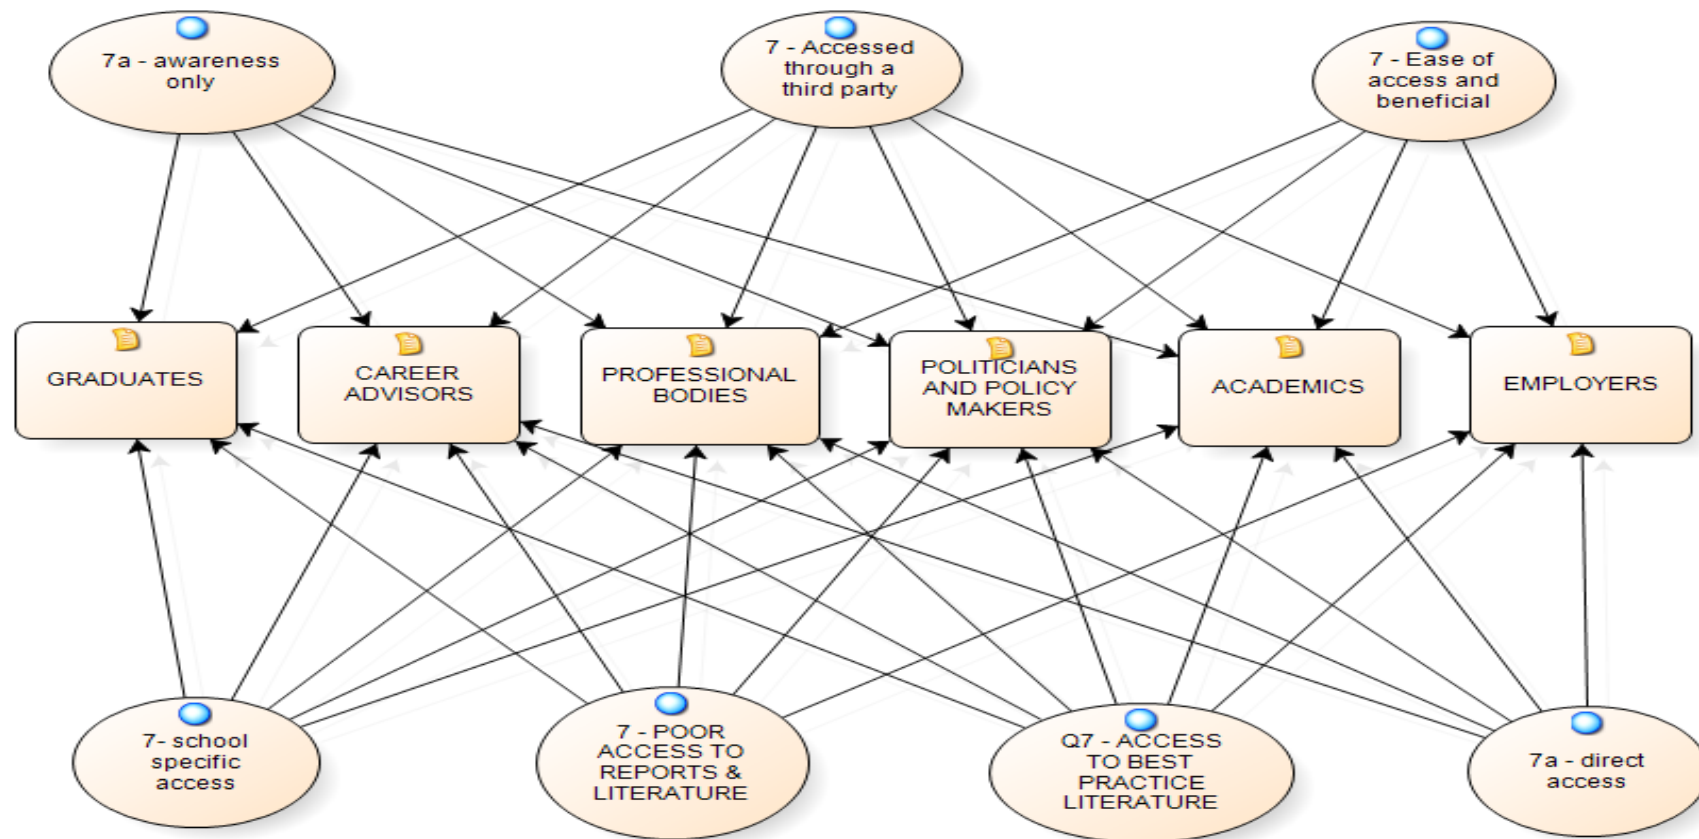 7a - awareness
only
7 - Accessed
through a
third party
7 - Ease of
access and
beneficial
GRADUATES
CAREER
ADVISORS
PROFESSIONAL
BODIES
POLITICIANS
AND POLICY
MAKERS
ACADEMICS
EMPLOYERS
7- school
specific
access
7 - POOR
ACCESS TO
REPORTS &
LITERATURE
Q7 - ACCESS
TO BEST
PRACTICE
LITERATURE
7a - direct
access